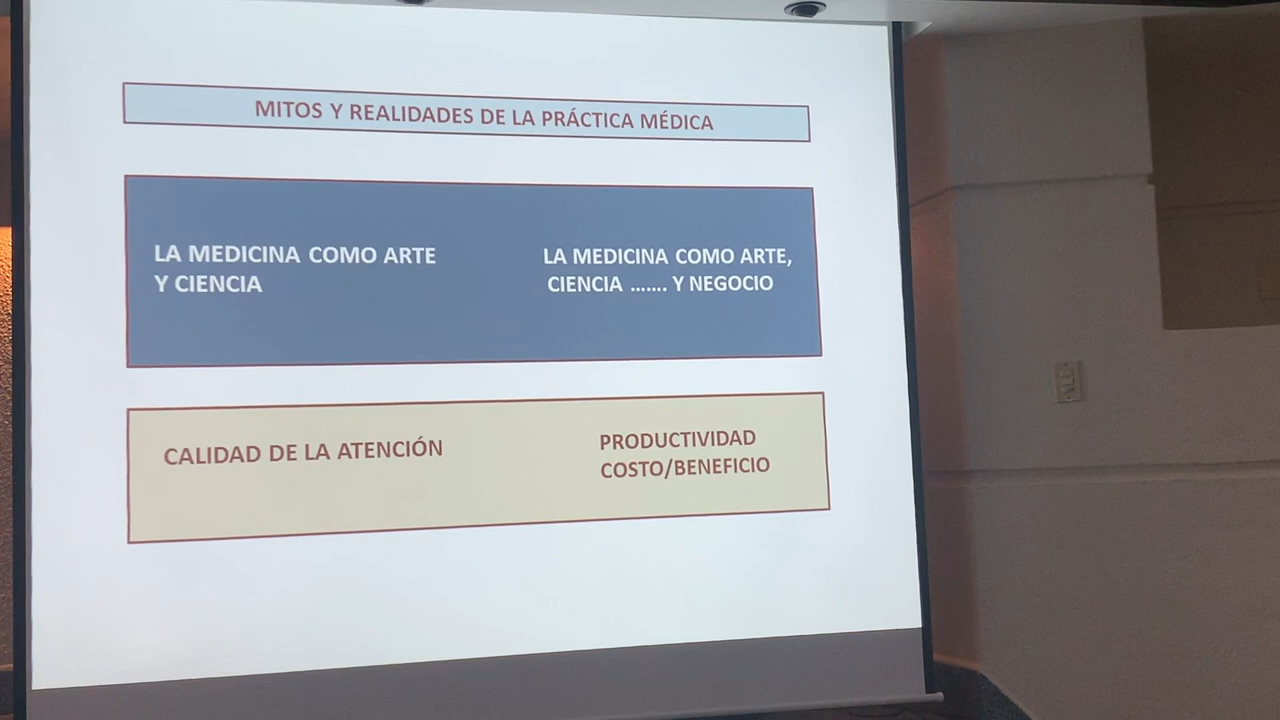 MITOS Y REALIDADES DE LA PRÁCTICA MÉDICA
LA MEDICINA COMO ARTE
Y CIENCIA
LA MEDICINA COMO ARTE,
CIENCIA ....... Y NEGOCIO
CALIDAD DE LA ATENCIÓN
PRODUCTIVIDAD
COSTO/BENEFICIO